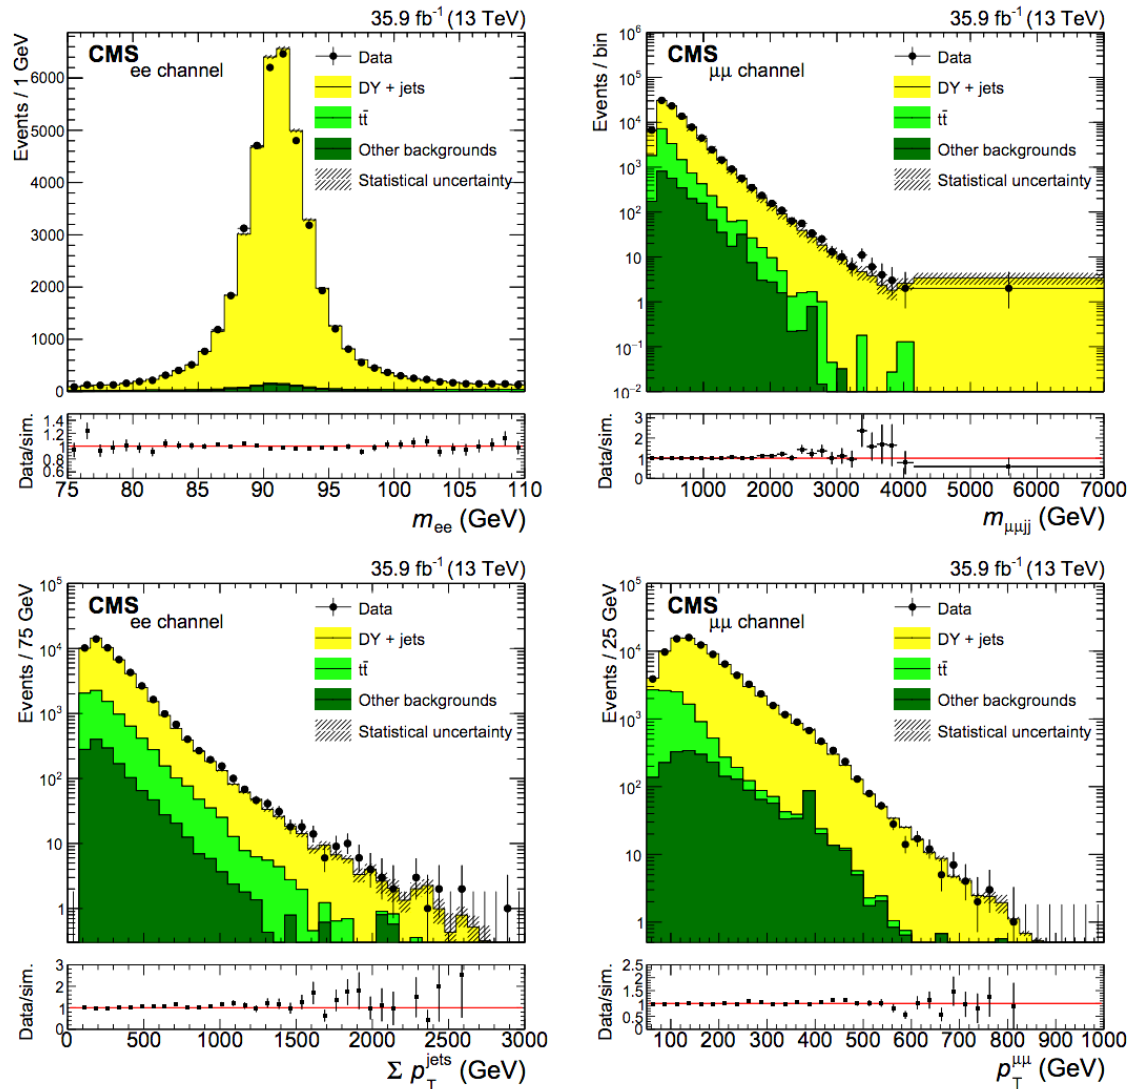 35.9 fb⁻¹ (13 TeV)
Events / 1 GeV
CMS
ee channel
Data
DY + jets
tt̄
Other backgrounds
Statistical uncertainty
6000
5000
4000
3000
2000
1000
0
Data/sim.
1.4
1.2
1
0.8
0.6
75 80 85 90 95 100 105 110
m_ee (GeV)
35.9 fb⁻¹ (13 TeV)
Events / bin
CMS
μμ channel
Data
DY + jets
tt̄
Other backgrounds
Statistical uncertainty
10⁶
10⁵
10⁴
10³
10²
10
1
10⁻¹
10⁻²
Data/sim.
3
2
1
0
1000 2000 3000 4000 5000 6000 7000
m_μμjj (GeV)
35.9 fb⁻¹ (13 TeV)
Events / 75 GeV
CMS
ee channel
Data
DY + jets
tt̄
Other backgrounds
Statistical uncertainty
10⁵
10⁴
10³
10²
10
1
Data/sim.
3
2
1
0 500 1000 1500 2000 2500 3000
Σ p_T^jets (GeV)
35.9 fb⁻¹ (13 TeV)
Events / 25 GeV
CMS
μμ channel
Data
DY + jets
tt̄
Other backgrounds
Statistical uncertainty
10⁵
10⁴
10³
10²
10
1
Data/sim.
2.5
2
1.5
1
0.5
0
100 200 300 400 500 600 700 800 900 1000
p_T^μμ (GeV)